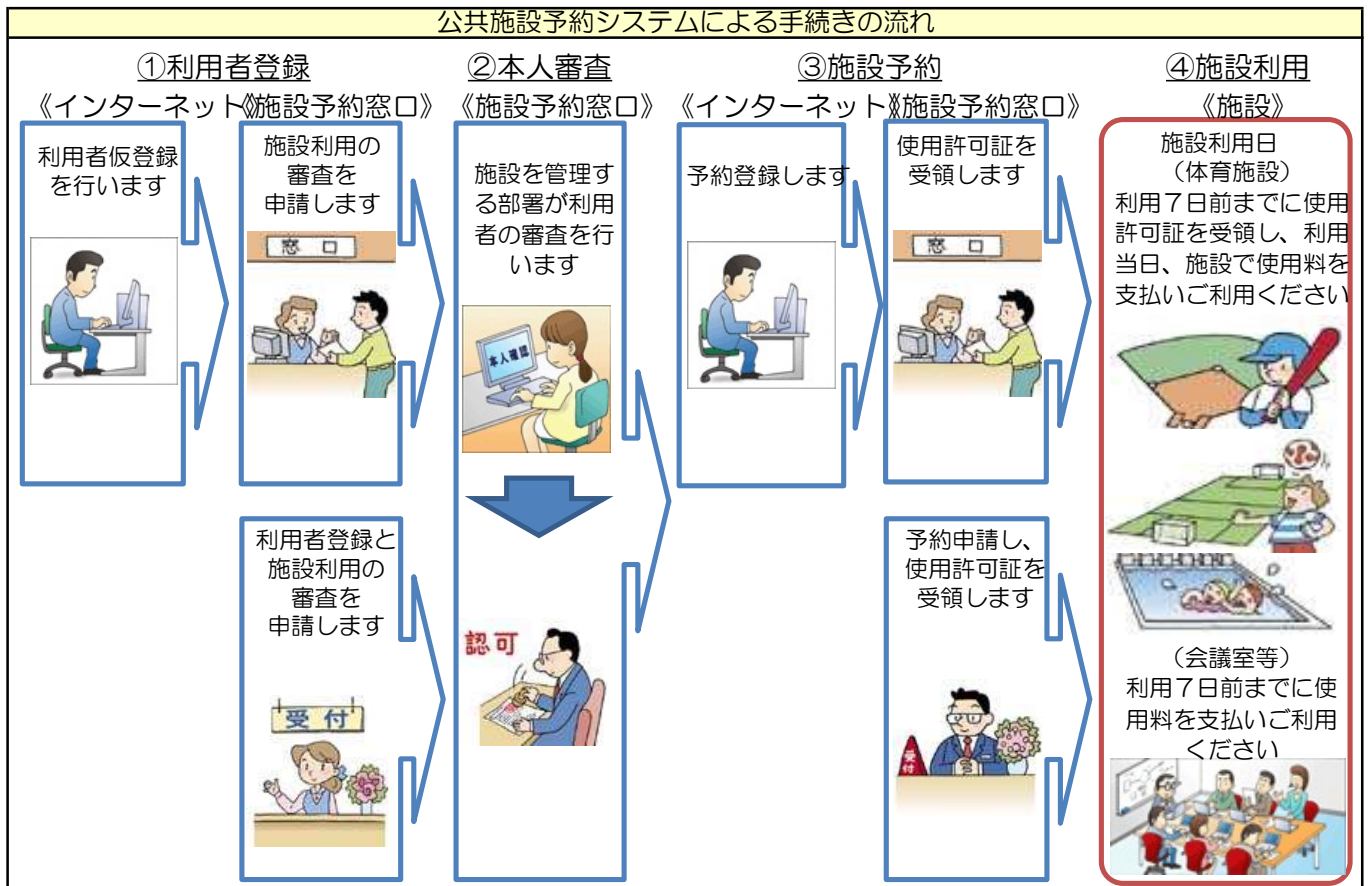 公共施設予約システムによる手続きの流れ
①利用者登録
《インターネット》
《施設予約窓口》
利用者仮登録
を行います
施設利用の
審査を
申請します
窓口
利用者登録と
施設利用の
審査を
申請します
受付
②本人審査
《施設予約窓口》
施設を管理す
る部署が利用
者の審査を行
います
本人確認
認可
③施設予約
《インターネット》
《施設予約窓口》
予約登録します
使用許可証を
受領します
窓口
予約申請し、
使用許可証を
受領します
受付
④施設利用
《施設》
施設利用日
（体育施設）
利用７日前までに使用
許可証を受領し、利用
当日、施設で使用料を
支払いご利用ください
（会議室等）
利用７日前までに使
用料を支払いご利用
ください